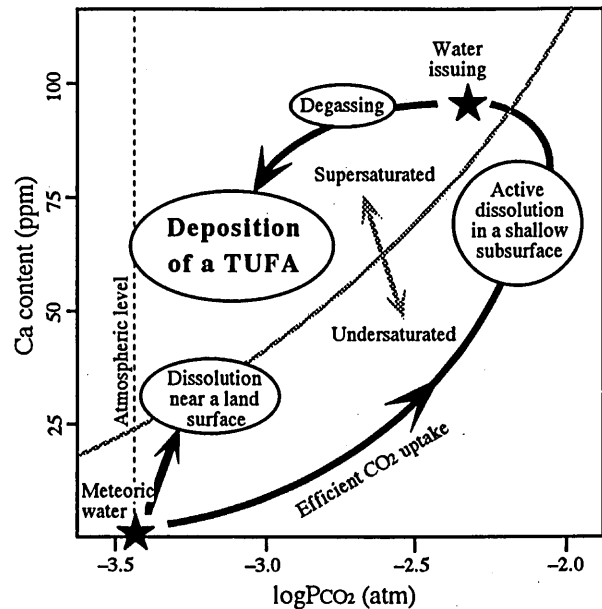 Water
issuing
100
Degassing
Supersaturated
Active
dissolution
in a shallow
subsurface
75
Deposition
of a TUFA
Ca content (ppm)
50
Undersaturated
Atmospheric level
Dissolution
near a land
surface
25
Efficient CO2 uptake
Meteoric
water
-3.5
-3.0
-2.5
-2.0
logPCO2 (atm)